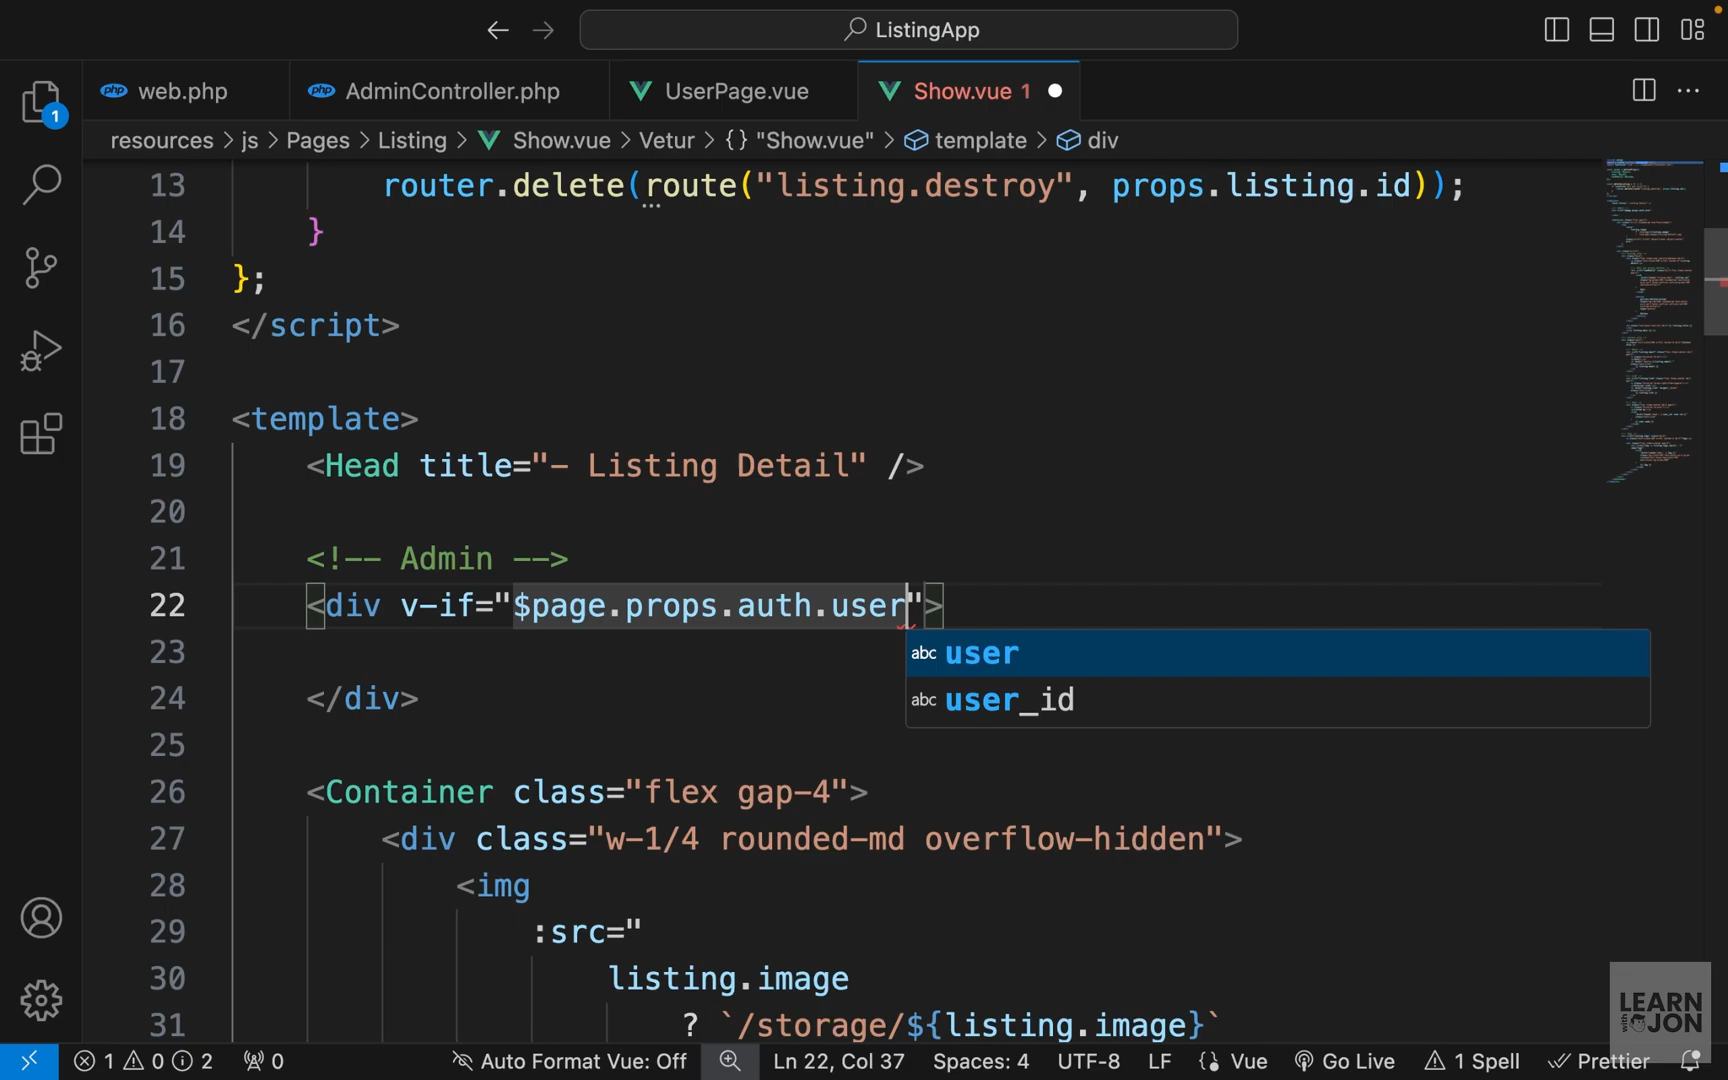 ListingApp
web.php AdminController.php UserPage.vue Show.vue 1
1
resources > js > Pages > Listing > Show.vue > Vetur > {} "Show.vue" > template > div
13 router.delete(route("listing.destroy", props.listing.id));
14 }
15 };
16 </script>
17
18 <template>
19 <Head title="- Listing Detail" />
20
21 <!-- Admin -->
22 <div v-if="$page.props.auth.user">
23
abc user
24 </div>
abc user_id
25
26 <Container class="flex gap-4">
27 <div class="w-1/4 rounded-md overflow-hidden">
28 <img
29 :src="
30 listing.image
31 ? `/storage/${listing.image}`
LEARN
with
JON
1 0 2 0 Auto Format Vue: Off Ln 22, Col 37 Spaces: 4 UTF-8 LF {} Vue Go Live 1 Spell Prettier